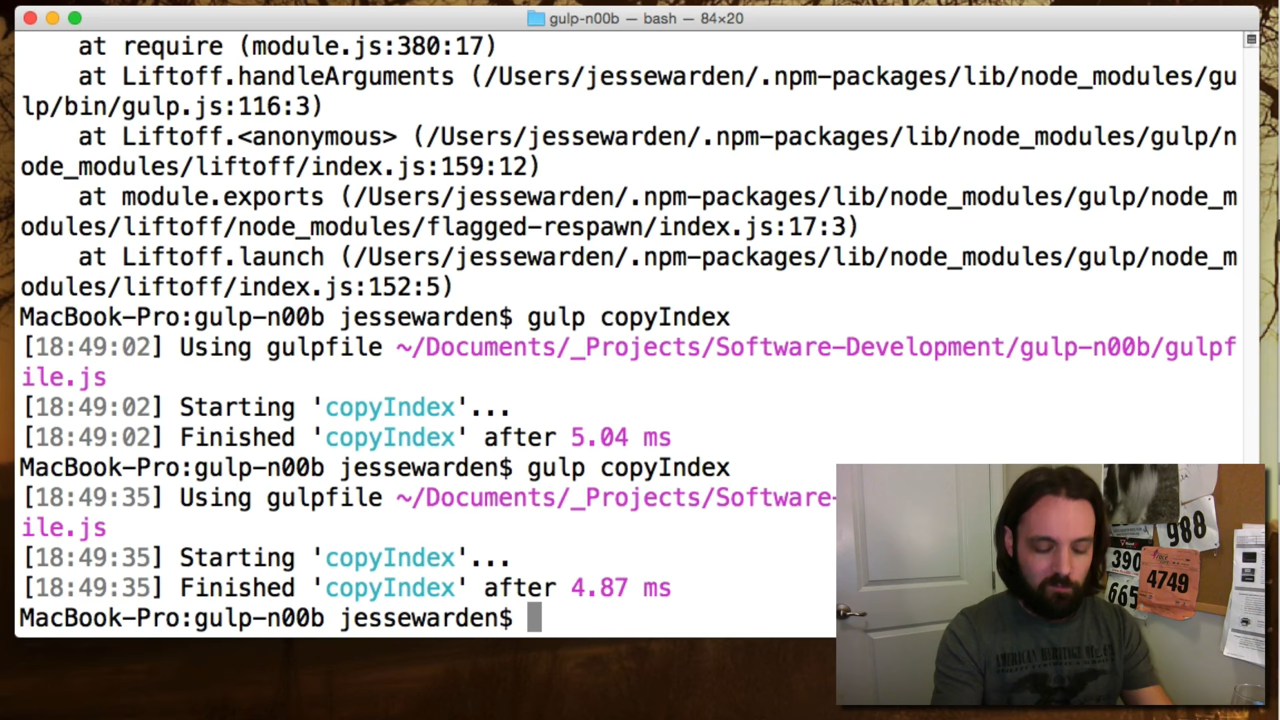 gulp-n00b — bash — 84×20
at require (module.js:380:17)
at Liftoff.handleArguments (/Users/jessewarden/.npm-packages/lib/node_modules/gu
lp/bin/gulp.js:116:3)
at Liftoff.<anonymous> (/Users/jessewarden/.npm-packages/lib/node_modules/gulp/n
ode_modules/liftoff/index.js:159:12)
at module.exports (/Users/jessewarden/.npm-packages/lib/node_modules/gulp/node_m
odules/liftoff/node_modules/flagged-respawn/index.js:17:3)
at Liftoff.launch (/Users/jessewarden/.npm-packages/lib/node_modules/gulp/node_m
odules/liftoff/index.js:152:5)
MacBook-Pro:gulp-n00b jessewarden$ gulp copyIndex
[18:49:02] Using gulpfile ~/Documents/_Projects/Software-Development/gulp-n00b/gulpf
ile.js
[18:49:02] Starting 'copyIndex'...
[18:49:02] Finished 'copyIndex' after 5.04 ms
MacBook-Pro:gulp-n00b jessewarden$ gulp copyIndex
[18:49:35] Using gulpfile ~/Documents/_Projects/Software-
ile.js
[18:49:35] Starting 'copyIndex'...
[18:49:35] Finished 'copyIndex' after 4.87 ms
MacBook-Pro:gulp-n00b jessewarden$
988
390
4749
665
AMERICAN HERITAGE